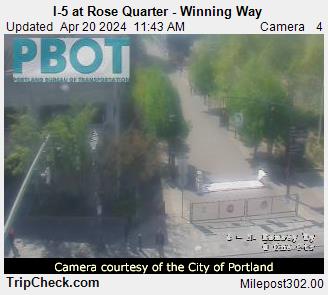 I-5 at Rose Quarter - Winning Way
Updated Apr 20 2024 11:43 AM Camera 4
PBOT
PORTLAND BUREAU OF TRANSPORTATION
Camera courtesy of the City of Portland
TripCheck.com Milepost302.00